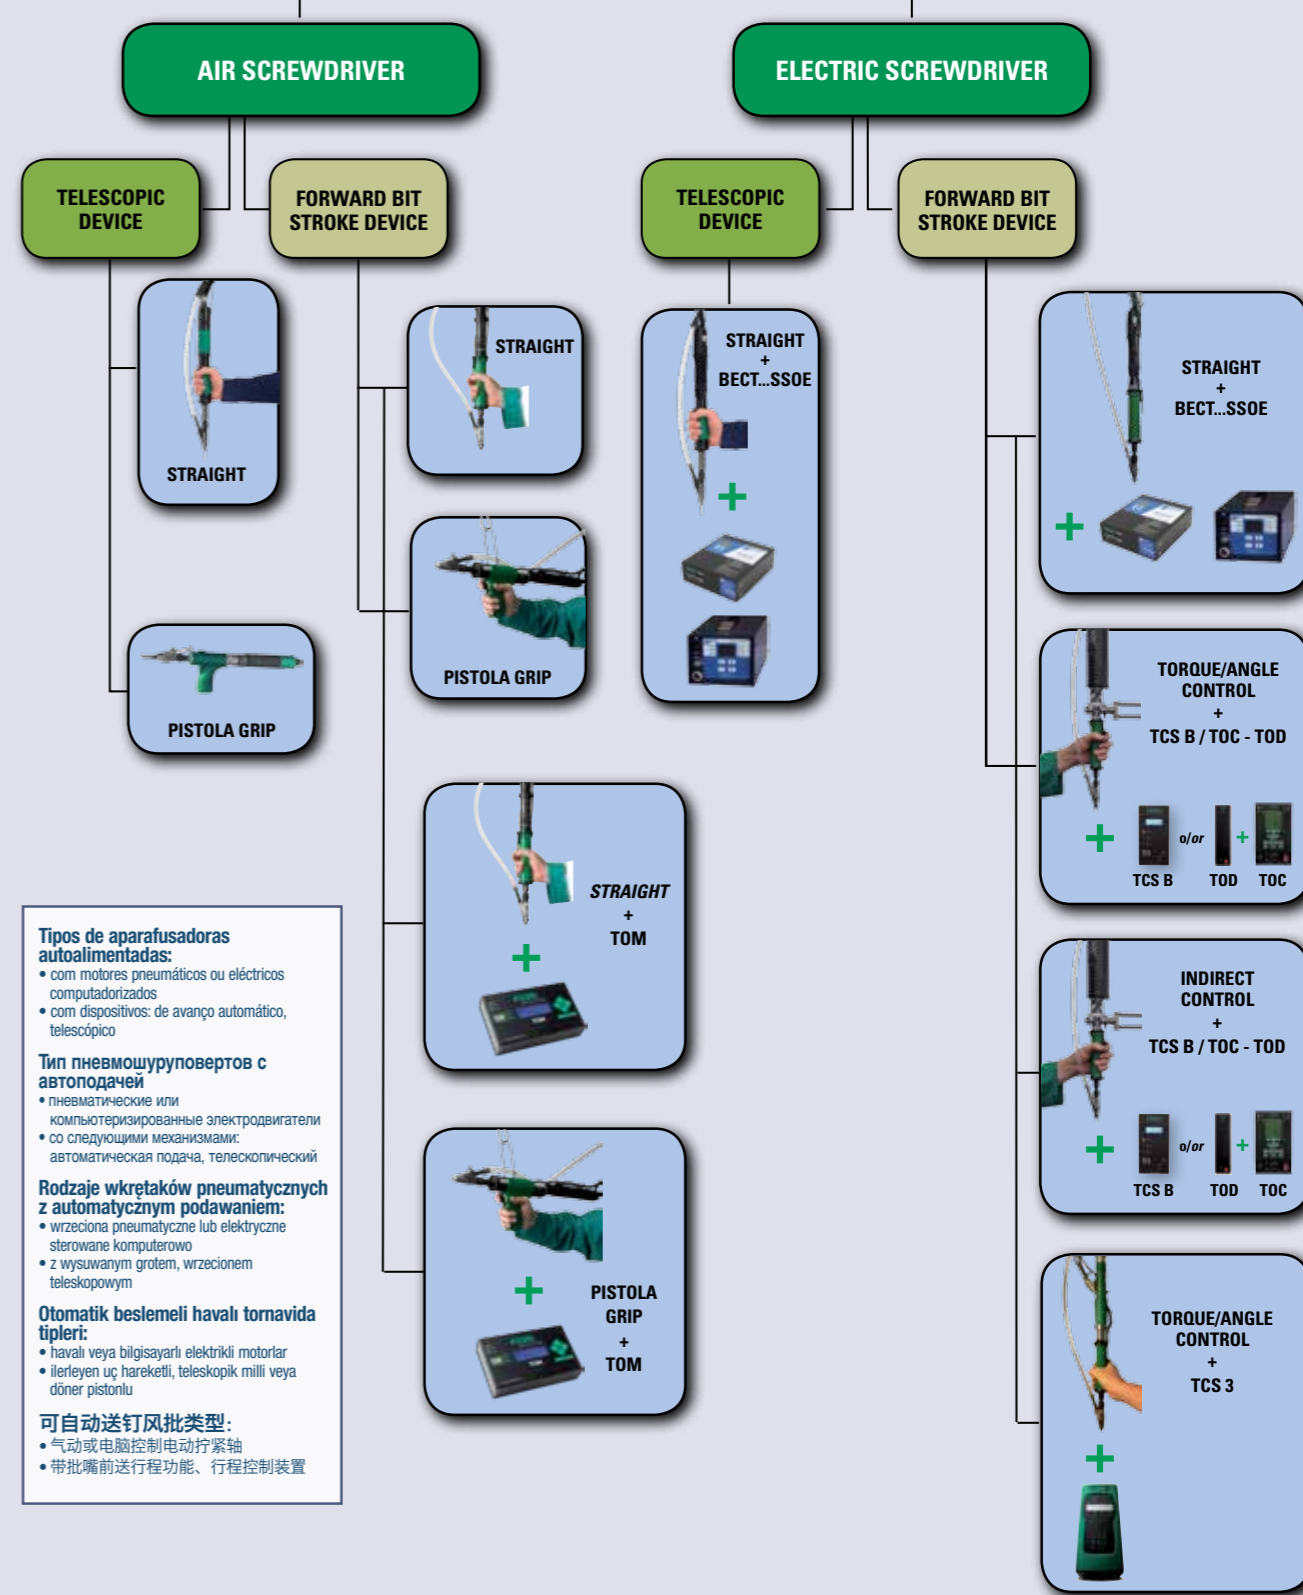 AIR SCREWDRIVER
TELESCOPIC
DEVICE
FORWARD BIT
STROKE DEVICE
STRAIGHT
PISTOLA GRIP
STRAIGHT
PISTOLA GRIP
STRAIGHT
+
TOM
+
PISTOLA
GRIP
+
TOM
+
ELECTRIC SCREWDRIVER
TELESCOPIC
DEVICE
FORWARD BIT
STROKE DEVICE
STRAIGHT
+
BECT...SSOE
+
STRAIGHT
+
BECT...SSOE
+
TORQUE/ANGLE
CONTROL
+
TCS B / TOC - TOD
+ o/or +
TCS B TOD TOC
INDIRECT
CONTROL
+
TCS B / TOC - TOD
+ o/or +
TCS B TOD TOC
TORQUE/ANGLE
CONTROL
+
TCS 3
+
Tipos de aparafusadoras
autoalimentadas:
• com motores pneumáticos ou eléctricos
computadorizados
• com dispositivos: de avanço automático,
telescópico
Тип пневмошуруповертов с
автоподачей
• пневматические или
компьютеризированные электродвигатели
• со следующими механизмами:
автоматическая подача, телескопический
Rodzaje wkrętaków pneumatycznych
z automatycznym podawaniem:
• wrzeciona pneumatyczne lub elektryczne
sterowane komputerowo
• z wysuwanym grotem, wrzecionem
teleskopowym
Otomatik beslemeli havalı tornavida
tipleri:
• havalı veya bilgisayarlı elektrikli motorlar
• ilerleyen uç hareketli, teleskopik milli veya
döner pistonlu
可自动送钉风批类型:
• 气动或电脑控制电动拧紧轴
• 带批嘴前送行程功能、行程控制装置